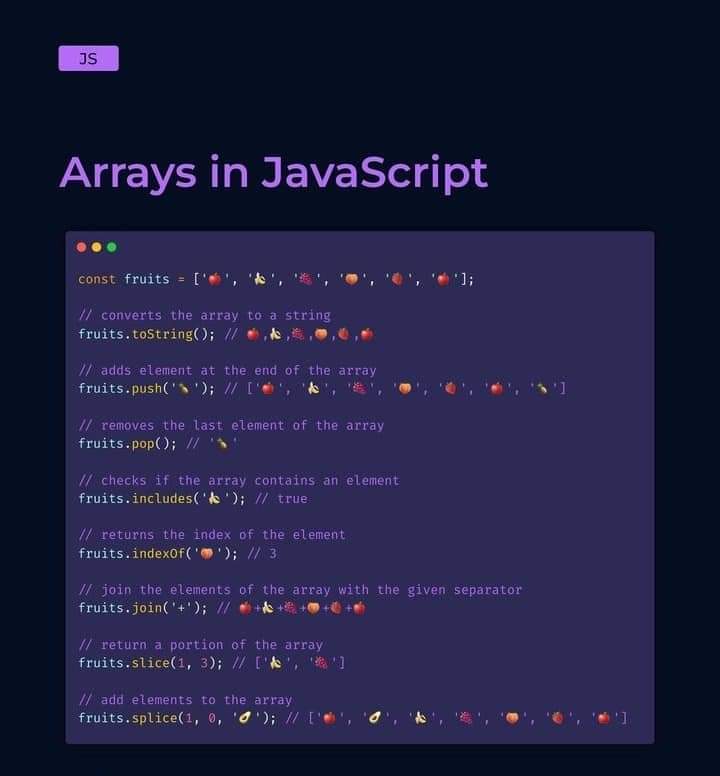 JS
Arrays in JavaScript
const fruits = ['🍎', '🍌', '🍇', '🍑', '🍓', '🍎'];
// converts the array to a string
fruits.toString(); // 🍎,🍌,🍇,🍑,🍓,🍎
// adds element at the end of the array
fruits.push('🍍'); // ['🍎', '🍌', '🍇', '🍑', '🍓', '🍎', '🍍']
// removes the last element of the array
fruits.pop(); // '🍍'
// checks if the array contains an element
fruits.includes('🍌'); // true
// returns the index of the element
fruits.indexOf('🍑'); // 3
// join the elements of the array with the given separator
fruits.join('+'); // 🍎+🍌+🍇+🍑+🍓+🍎
// return a portion of the array
fruits.slice(1, 3); // ['🍌', '🍇']
// add elements to the array
fruits.splice(1, 0, '🥑'); // ['🍎', '🥑', '🍌', '🍇', '🍑', '🍓', '🍎']